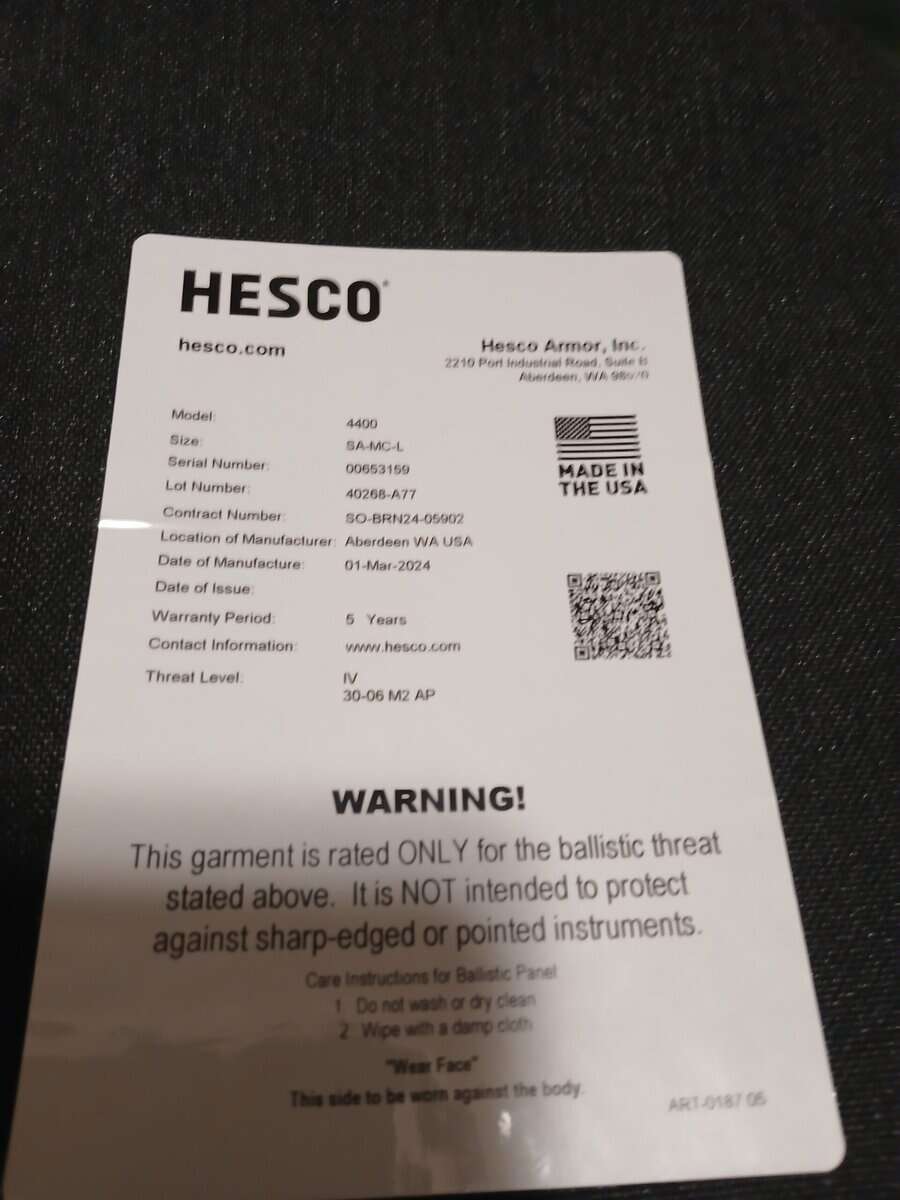 HESCO
hesco.com
Hesco Armor, Inc.
2210 Port Industrial Road, Suite B
Aberdeen, WA 98520
Model: 4400
Size: SA-MC-L
Serial Number: 00653159
Lot Number: 40268-A77
Contract Number: SO-BRN24-05902
Location of Manufacturer: Aberdeen WA USA
Date of Manufacture: 01-Mar-2024
Date of Issue:
Warranty Period: 5 Years
Contact Information: www.hesco.com
Threat Level: IV
30-06 M2 AP
MADE IN
THE USA
WARNING!
This garment is rated ONLY for the ballistic threat
stated above. It is NOT intended to protect
against sharp-edged or pointed instruments.
Care Instructions for Ballistic Panel
1 Do not wash or dry clean
2 Wipe with a damp cloth
"Wear Face"
This side to be worn against the body.
ART-0187 05